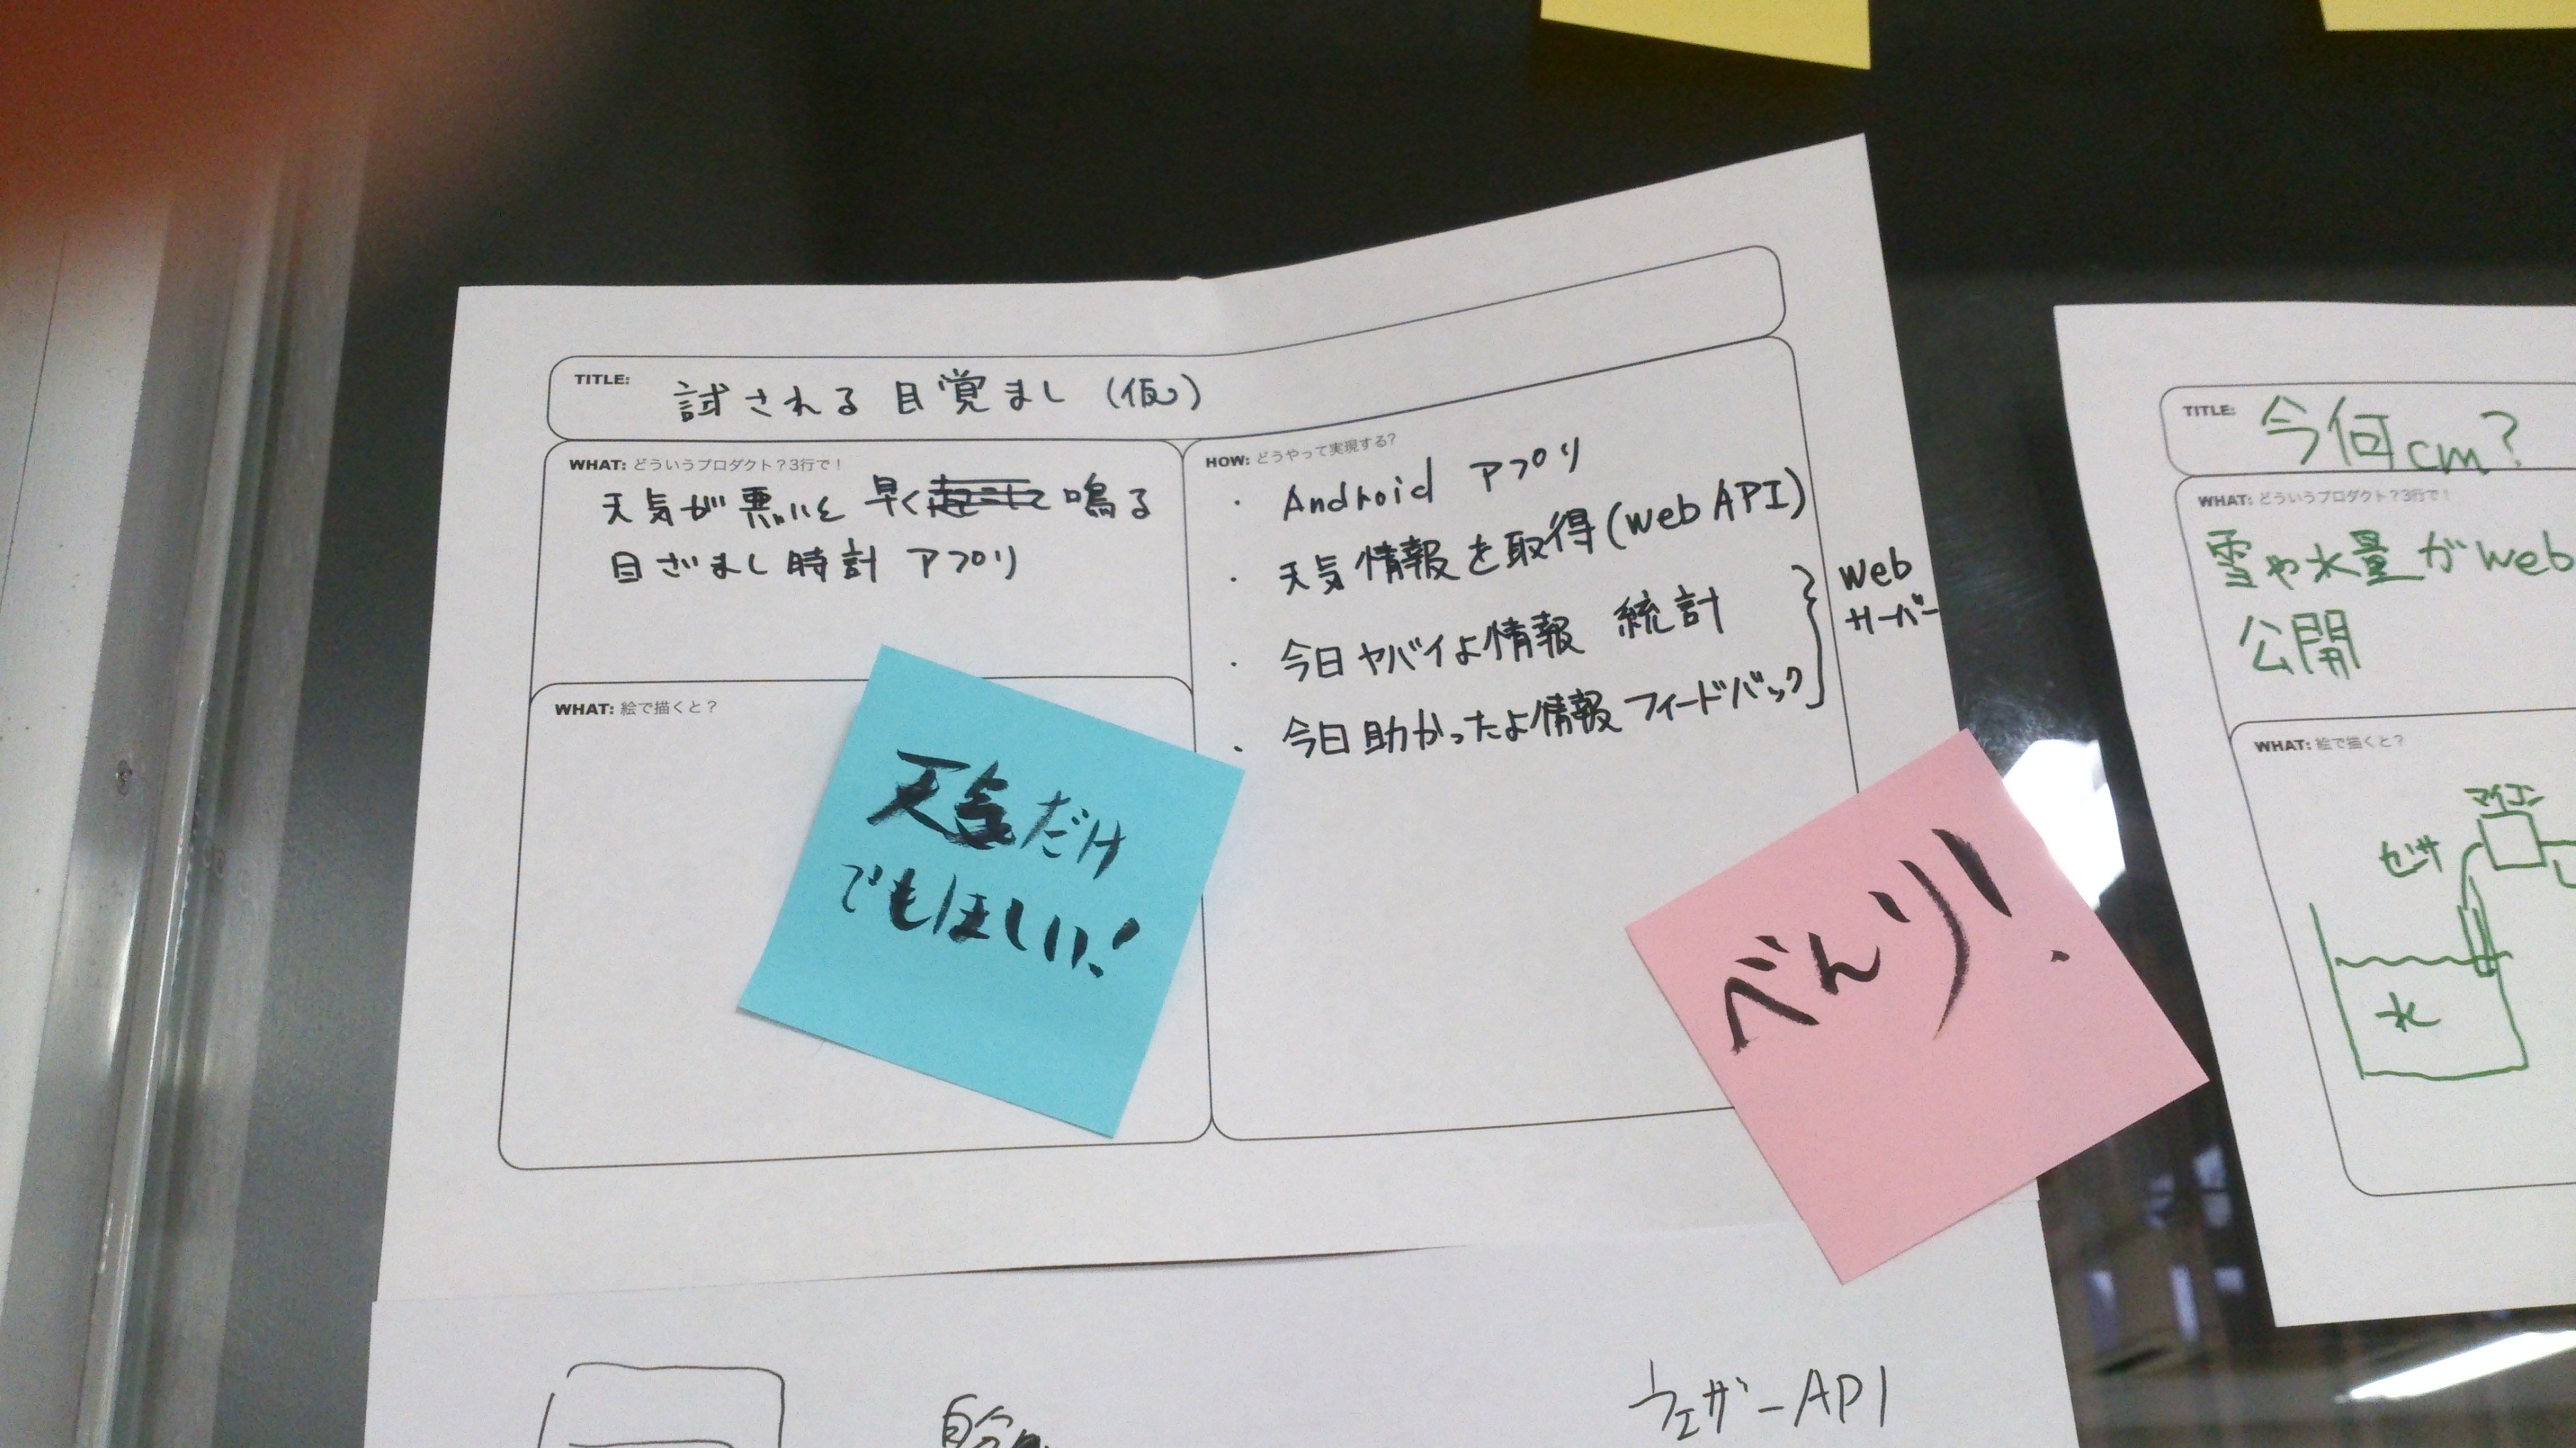 TITLE: 試される 目覚まし (仮)
WHAT: どういうプロダクト?3行で!
天気が悪いと 早く 鳴る
目ざまし時計 アプリ
WHAT: 絵で描くと?
天気だけ
でもほしい!
HOW: どうやって実現する?
・ Android アプリ
・ 天気情報を取得(Web API)
・ 今日ヤバイよ情報 統計
・ 今日助かったよ情報 フィードバック
Web
サーバー
べんり!
TITLE: 今何cm?
WHAT: どういうプロダクト?3行で!
雪や水量がweb
公開
WHAT: 絵で描くと?
マイコン
センサ
水
自分
ウェザーAPI